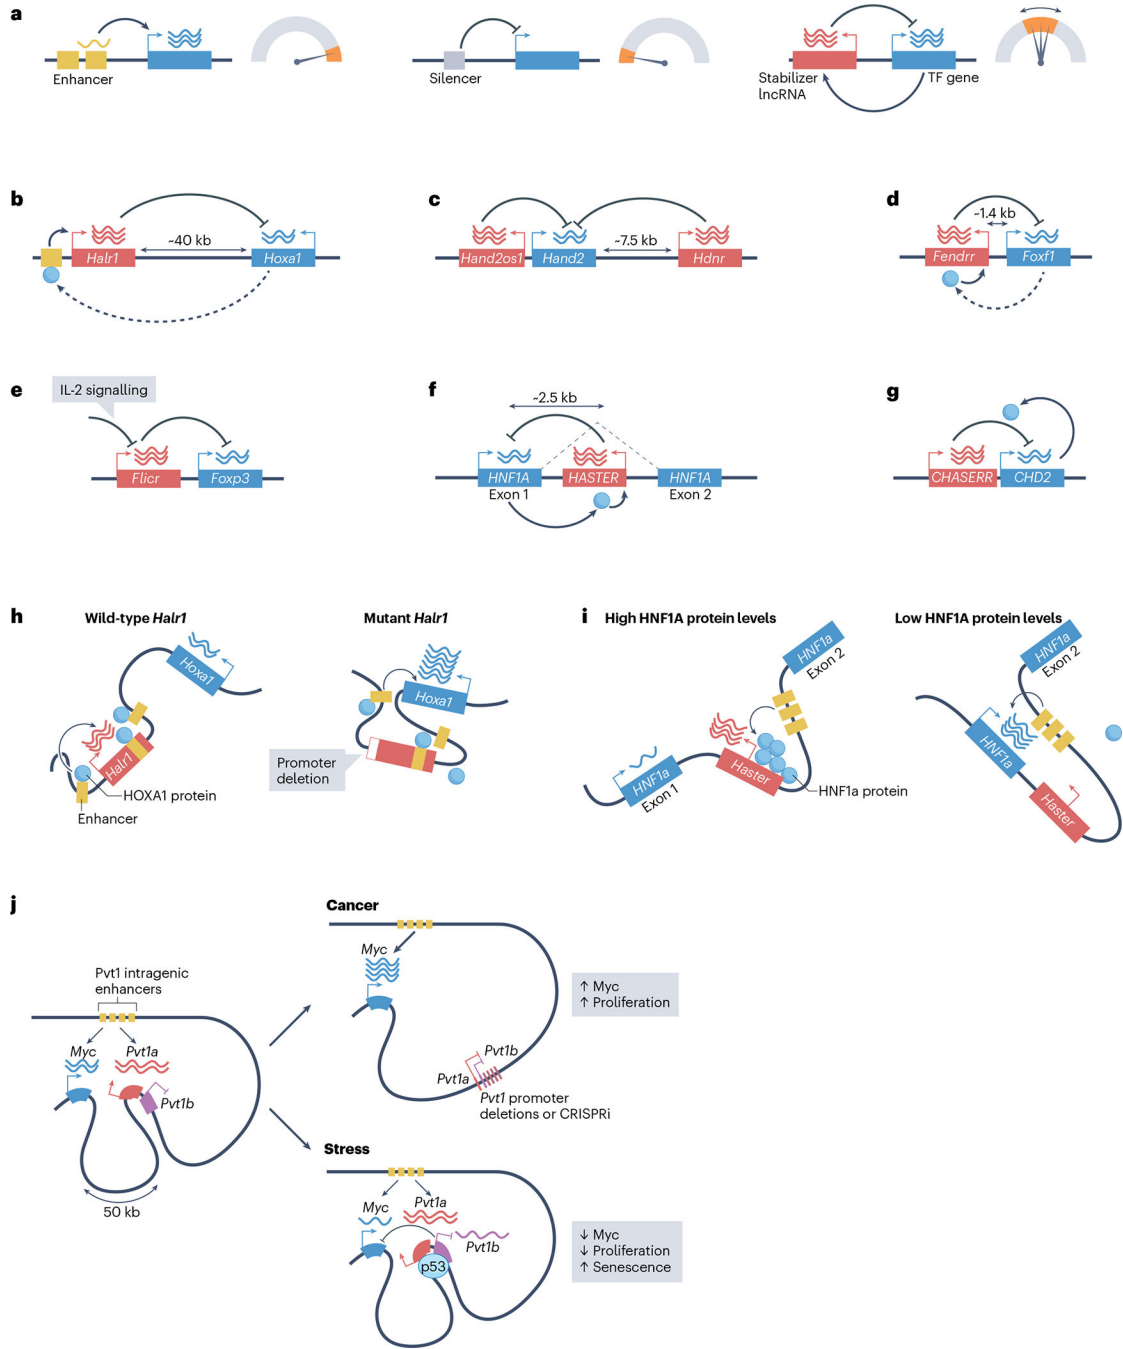 a
Enhancer
Silencer
Stabilizer
lncRNA
TF gene
b
~40 kb
Halr1
Hoxa1
c
~7.5 kb
Hand2os1
Hand2
Hdnr
d
~1.4 kb
Fendrr
Foxf1
e
IL-2 signalling
Flicr
Foxp3
f
~2.5 kb
HNF1A
Exon 1
HASTER
HNF1A
Exon 2
g
CHASERR
CHD2
h
Wild-type Halr1
Hoxa1
Halr1
HOXA1 protein
Enhancer
Mutant Halr1
Hoxa1
Promoter
deletion
i
High HNF1A protein levels
HNF1a
Exon 2
HNF1a
Exon 1
Haster
HNF1a protein
Low HNF1A protein levels
HNF1a
Exon 2
HNF1a
Haster
j
Pvt1 intragenic
enhancers
Myc
Pvt1a
Pvt1b
50 kb
Cancer
Myc
Pvt1b
Pvt1a
Pvt1 promoter
deletions or CRISPRi
↑ Myc
↑ Proliferation
Stress
Myc
Pvt1a
Pvt1b
p53
↓ Myc
↓ Proliferation
↑ Senescence